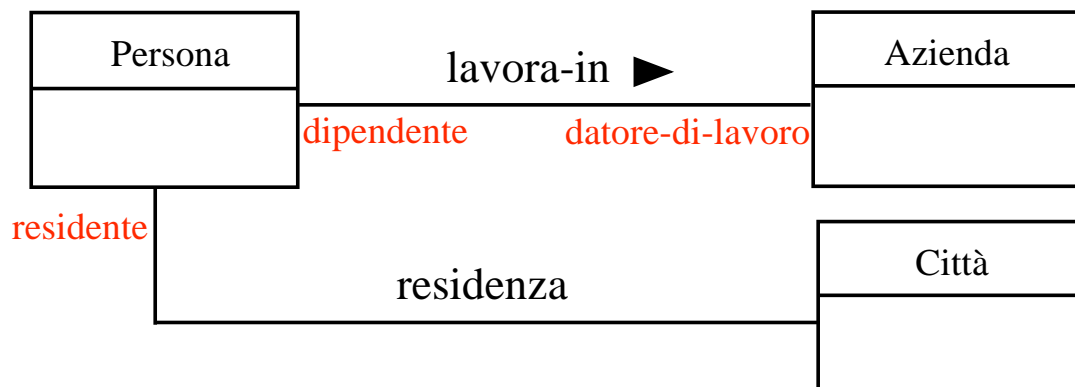 Persona
lavora-in
Azienda
dipendente
datore-di-lavoro
residente
residenza
Città